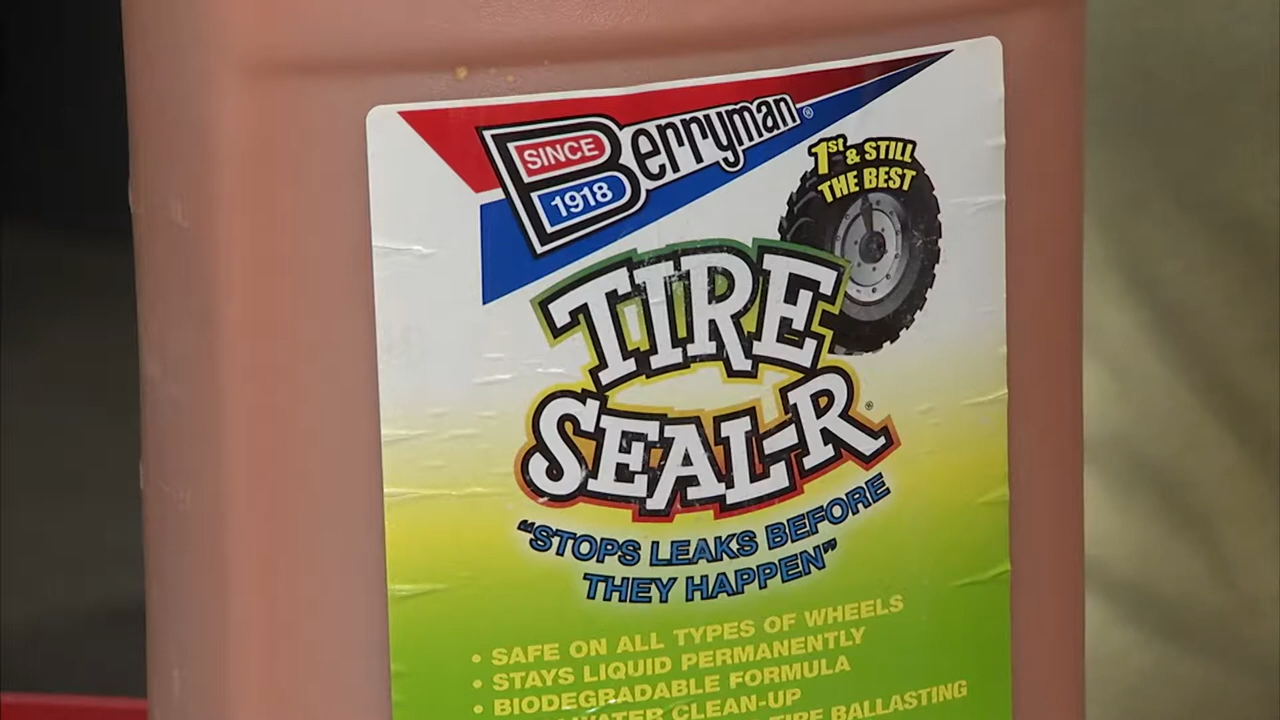 SINCE
1918
Berryman®
1st & STILL
THE BEST
TIRE
SEAL-R®
“STOPS LEAKS BEFORE
THEY HAPPEN”
• SAFE ON ALL TYPES OF WHEELS
• STAYS LIQUID PERMANENTLY
• BIODEGRADABLE FORMULA
WATER CLEAN-UP
TIRE BALLASTING